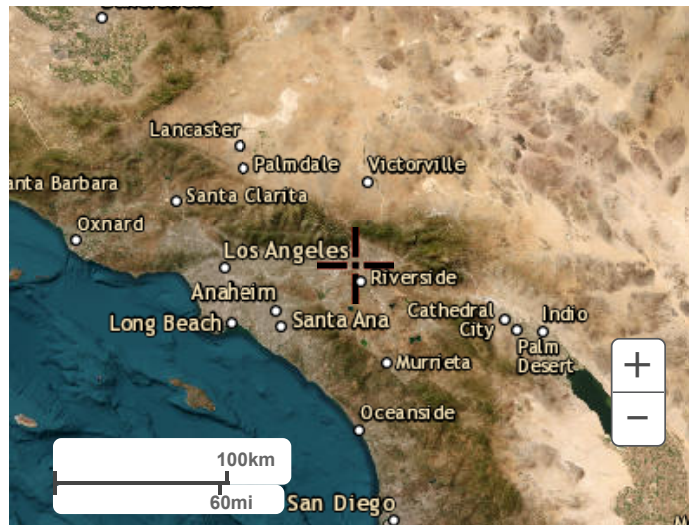 Lancaster
Palmdale
Victorville
anta Barbara
Santa Clarita
Oxnard
Los Angeles
Riverside
Anaheim
Cathedral
City
Indio
Long Beach
Santa Ana
Palm
Desert
Murrieta
+
−
Oceanside
100km
60mi
San Diego